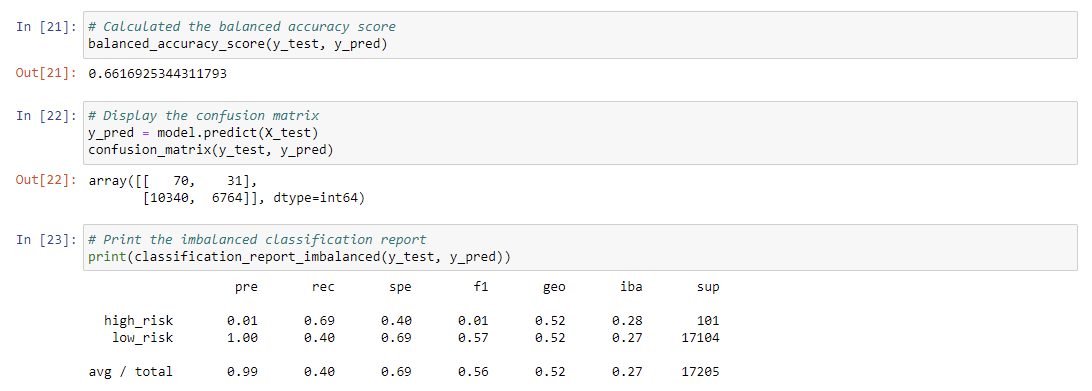 In [21]: # Calculated the balanced accuracy score
balanced_accuracy_score(y_test, y_pred)
Out[21]: 0.6616925344311793
In [22]: # Display the confusion matrix
y_pred = model.predict(X_test)
confusion_matrix(y_test, y_pred)
Out[22]: array([[   70,    31],
       [10340,  6764]], dtype=int64)
In [23]: # Print the imbalanced classification report
print(classification_report_imbalanced(y_test, y_pred))
pre rec spe f1 geo iba sup
high_risk 0.01 0.69 0.40 0.01 0.52 0.28 101
low_risk 1.00 0.40 0.69 0.57 0.52 0.27 17104
avg / total 0.99 0.40 0.69 0.56 0.52 0.27 17205